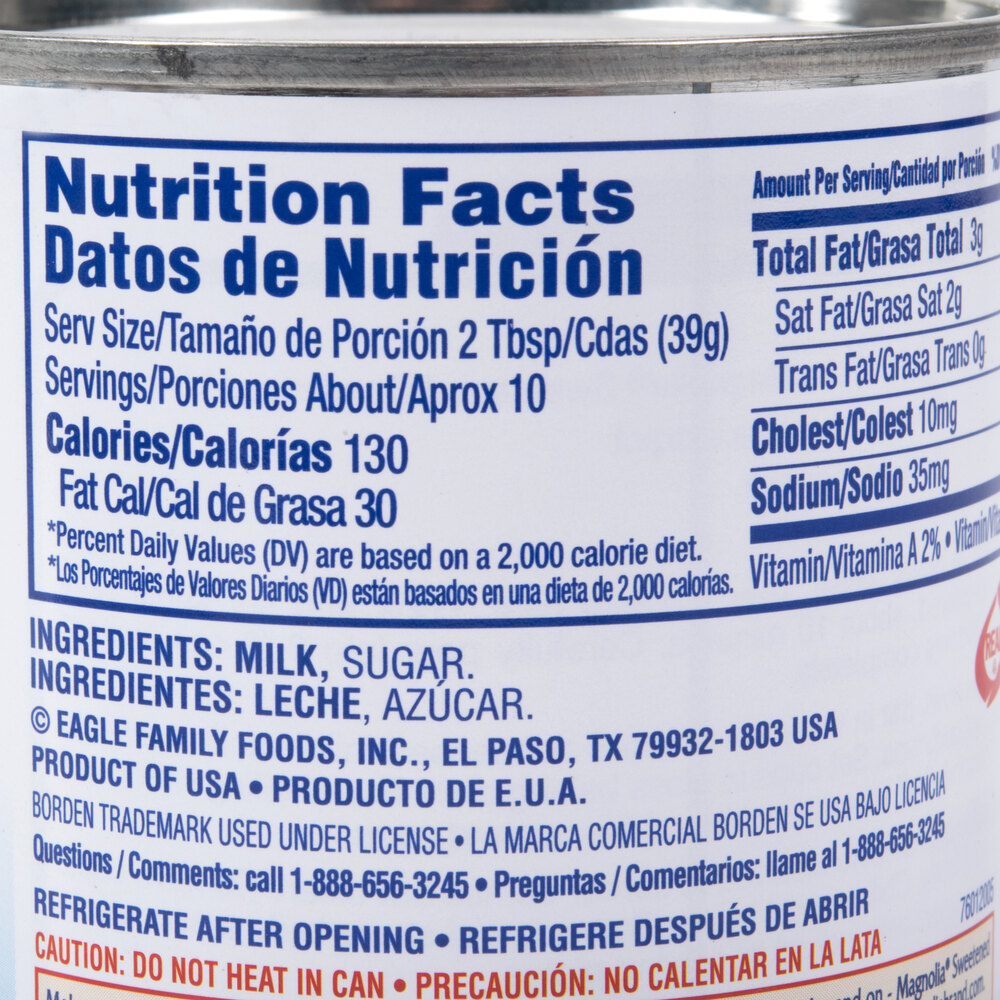 Nutrition Facts
Datos de Nutrición
Serv Size/Tamaño de Porción 2 Tbsp/Cdas (39g)
Servings/Porciones About/Aprox 10
Calories/Calorías 130
Fat Cal/Cal de Grasa 30
*Percent Daily Values (DV) are based on a 2,000 calorie diet.
*Los Porcentajes de Valores Diarios (VD) están basados en una dieta de 2,000 calorías.
Amount Per Serving/Cantidad por Porción
Total Fat/Grasa Total 3g
Sat Fat/Grasa Sat 2g
Trans Fat/Grasa Trans 0g
Cholest/Colest 10mg
Sodium/Sodio 35mg
Vitamin/Vitamina A 2% • Vitamin/
INGREDIENTS: MILK, SUGAR.
INGREDIENTES: LECHE, AZÚCAR.
© EAGLE FAMILY FOODS, INC., EL PASO, TX 79932-1803 USA
PRODUCT OF USA • PRODUCTO DE E.U.A.
BORDEN TRADEMARK USED UNDER LICENSE • LA MARCA COMERCIAL BORDEN SE USA BAJO LICENCIA
Questions / Comments: call 1-888-656-3245 • Preguntas / Comentarios: llame al 1-888-656-3245
REFRIGERATE AFTER OPENING • REFRIGERE DESPUÉS DE ABRIR
76012005
CAUTION: DO NOT HEAT IN CAN • PRECAUCIÓN: NO CALENTAR EN LA LATA
on - Magnolia® Sweetened